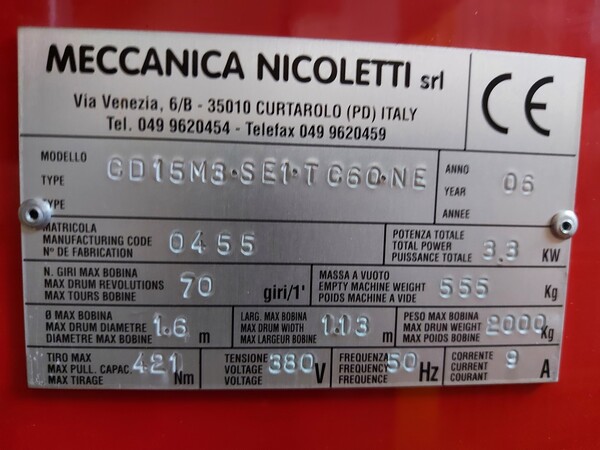 MECCANICA NICOLETTI srl
CE
Via Venezia, 6/B - 35010 CURTAROLO (PD) ITALY
Tel. 049 9620454 - Telefax 049 9620459
MODELLO
TYPE
TYPE
CD15M3·SE1·TC60·NE
ANNO
YEAR
ANNEE
06
MATRICOLA
MANUFACTURING CODE
N° DE FABRICATION
0455
POTENZA TOTALE
TOTAL POWER
PUISSANCE TOTALE
3.3 KW
N. GIRI MAX BOBINA
MAX DRUM REVOLUTIONS
MAX TOURS BOBINE
70 giri/1'
MASSA A VUOTO
EMPTY MACHINE WEIGHT
POIDS MACHINE A VIDE
555 Kg
Ø MAX BOBINA
MAX DRUM DIAMETRE
DIAMETRE MAX BOBINE
1.6 m
LARG. MAX BOBINA
MAX DRUM WIDTH
MAX LARGEUR BOBINE
1.13 m
PESO MAX BOBINA
MAX DRUN WEIGHT
MAX POIDS BOBINE
2000 Kg
TIRO MAX
MAX PULL. CAPAC.
MAX TIRAGE
421 Nm
TENSIONE
VOLTAGE
VOLTAGE
380 V
FREQUENZA
FREQUENCY
FREQUENCE
50 Hz
CORRENTE
CURRENT
COURANT
9 A